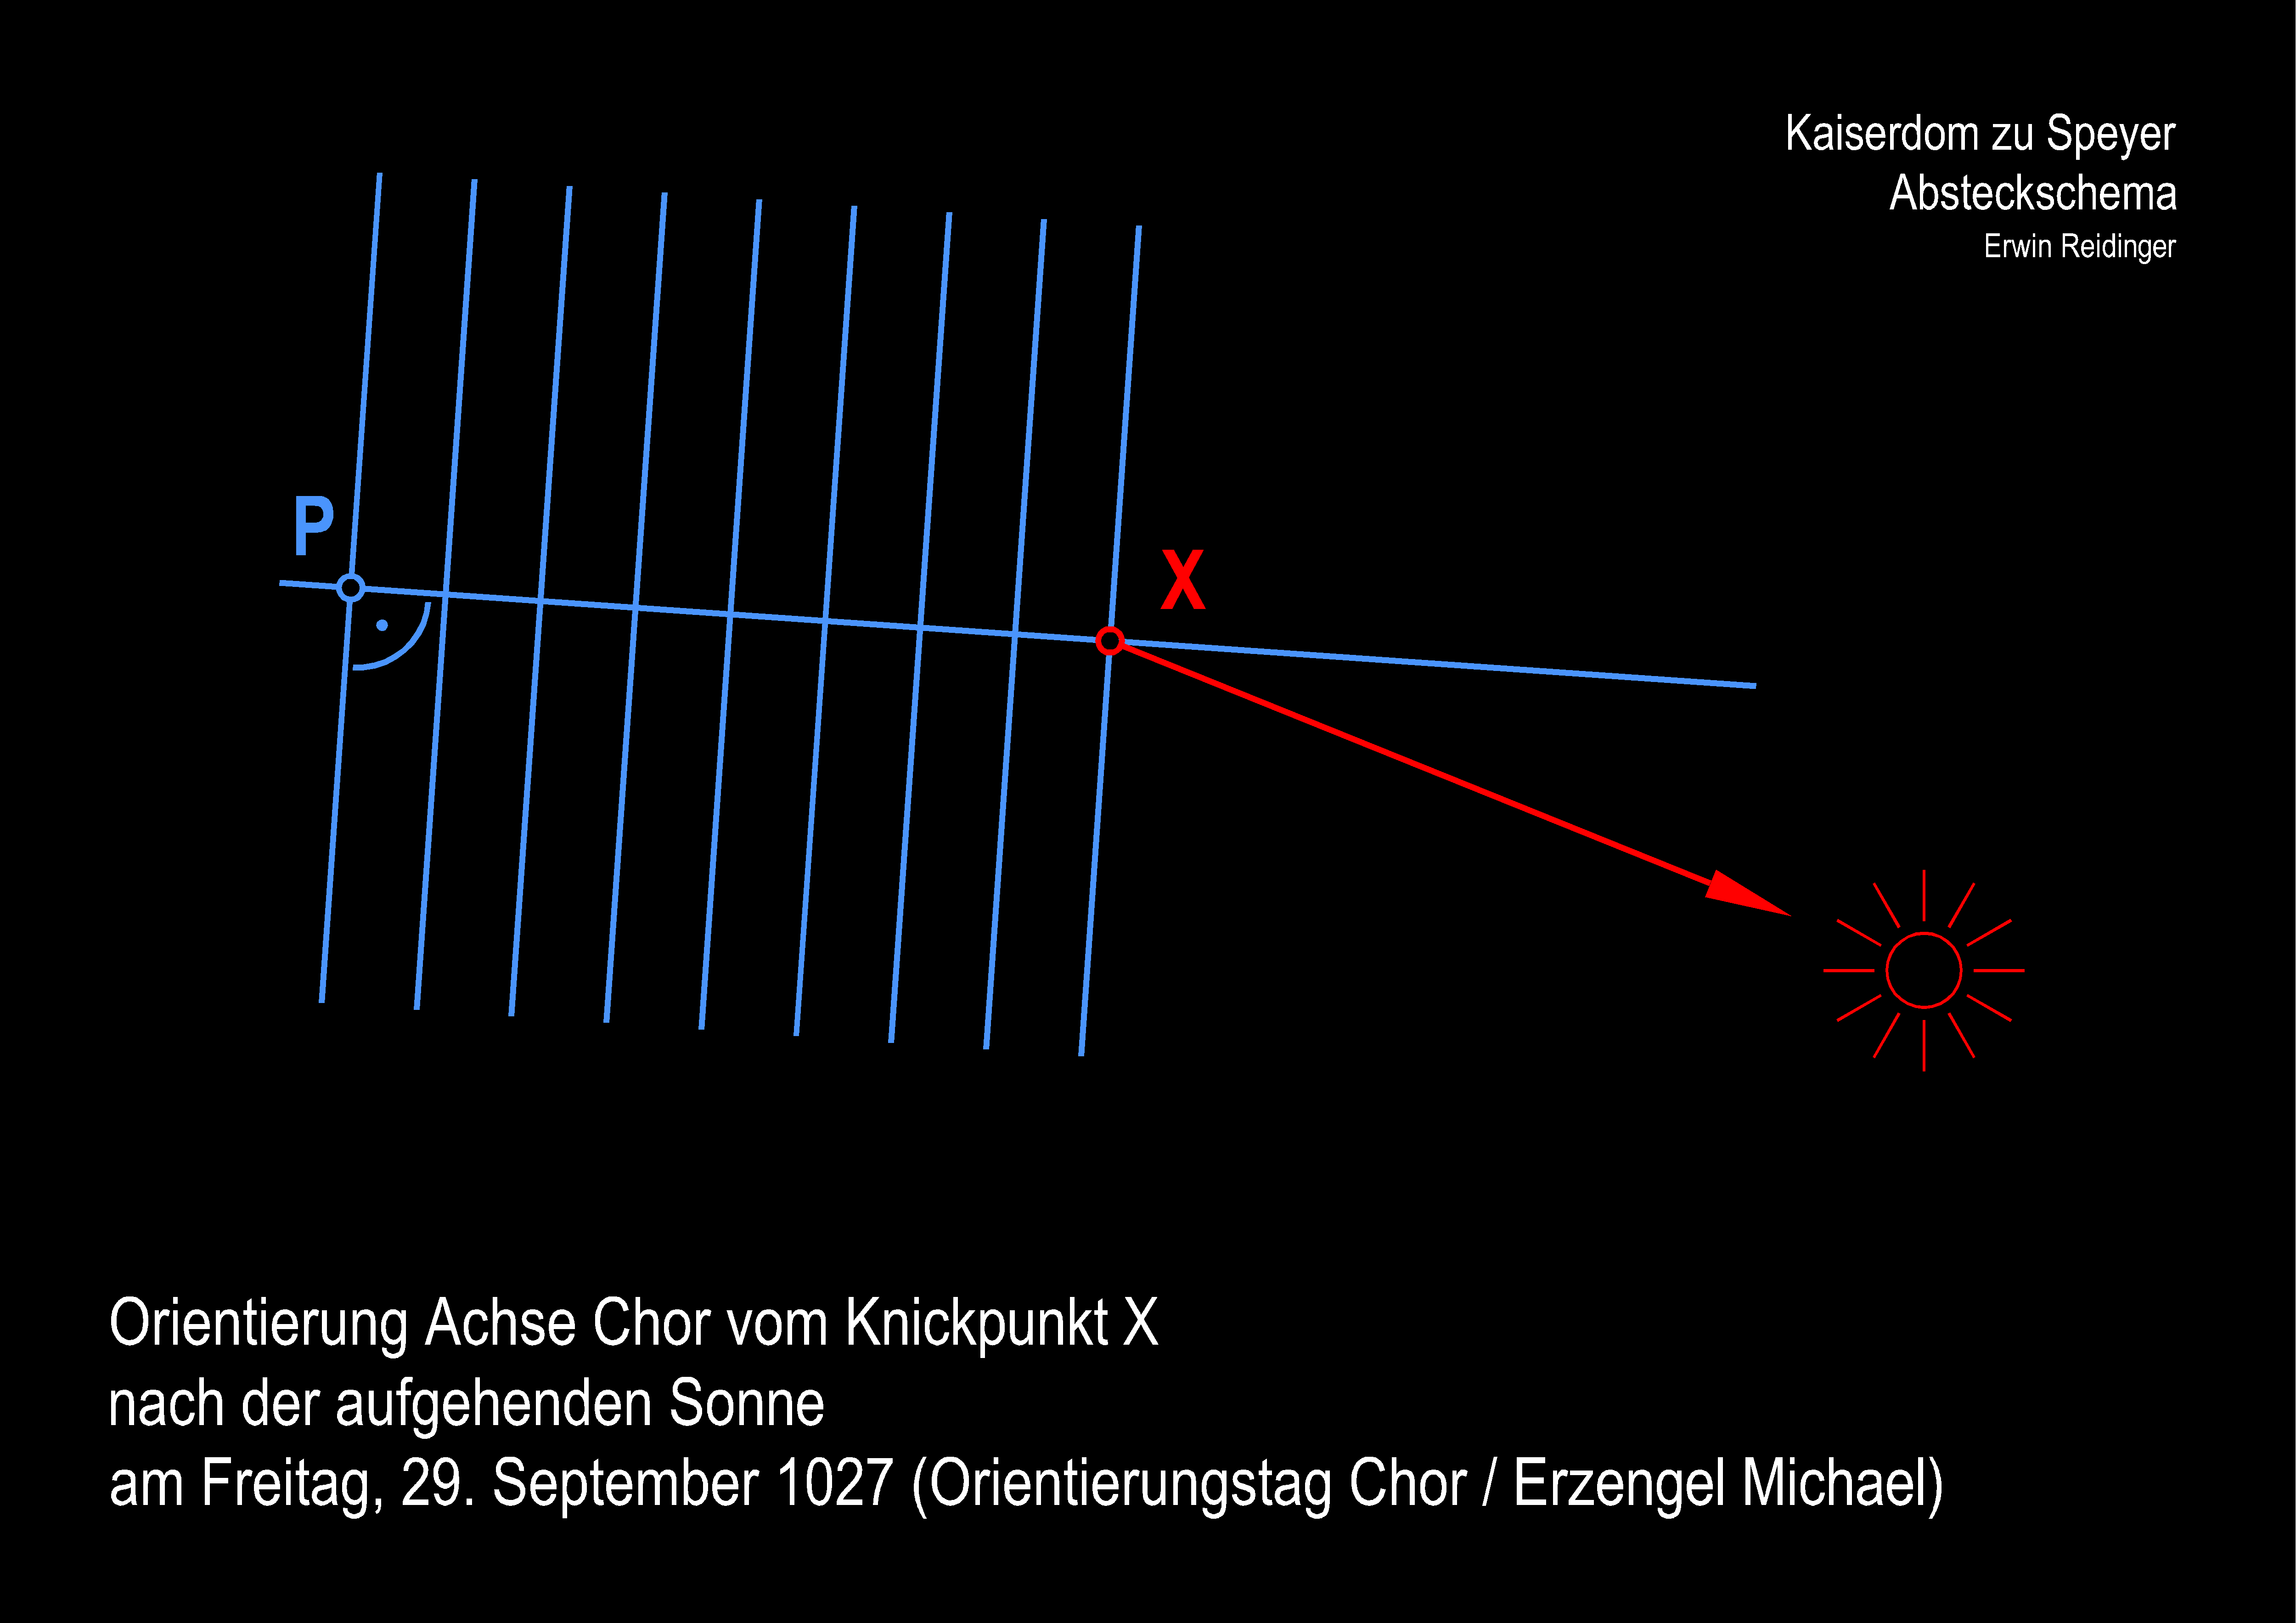 Kaiserdom zu Speyer
Absteckschema
Erwin Reidinger
P
X
Orientierung Achse Chor vom Knickpunkt X
nach der aufgehenden Sonne
am Freitag, 29. September 1027 (Orientierungstag Chor / Erzengel Michael)